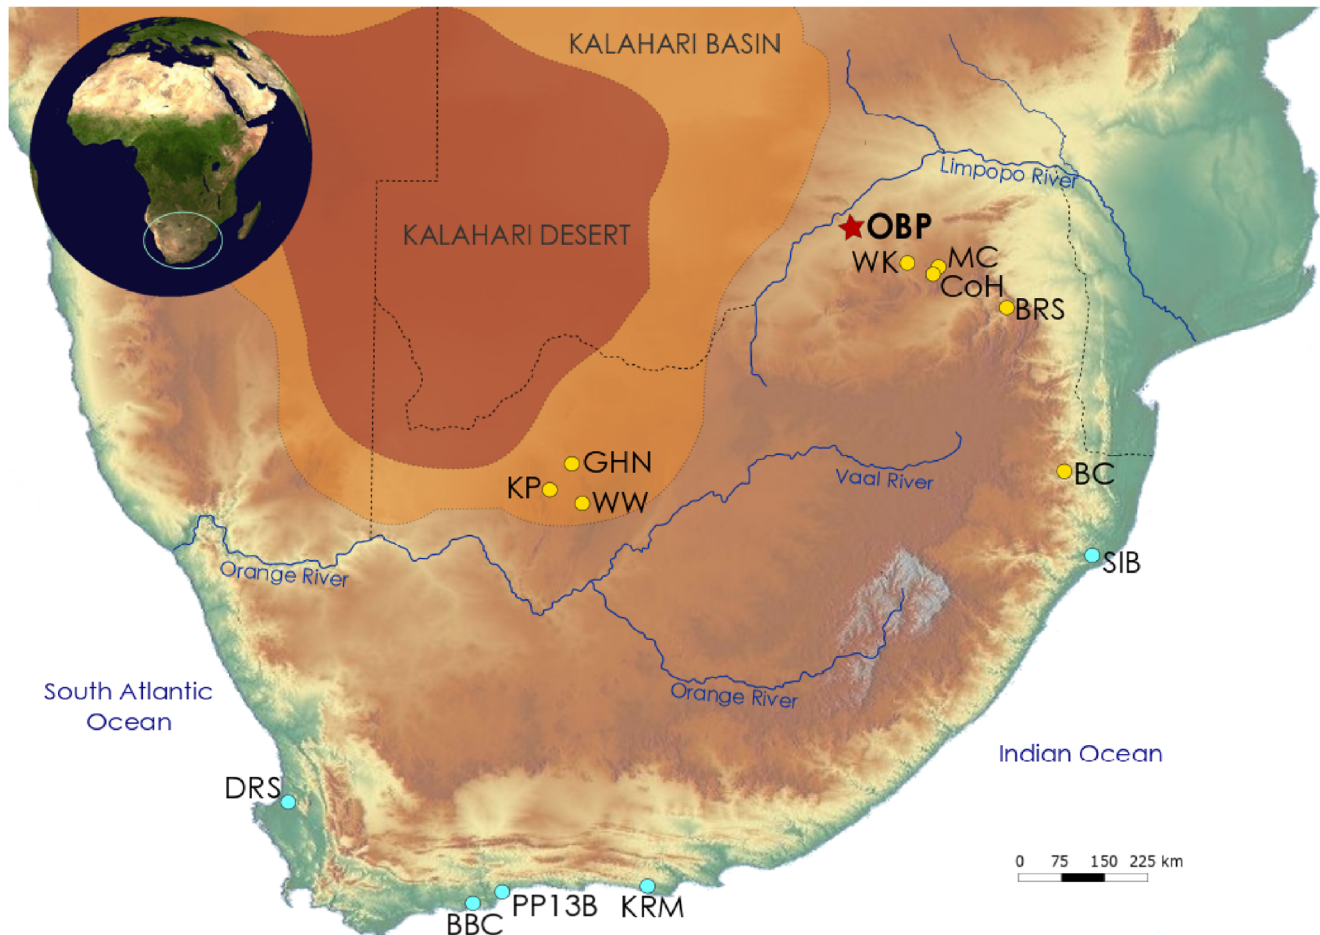 KALAHARI BASIN
Limpopo River
OBP
KALAHARI DESERT
WK
MC
CoH
BRS
GHN
KP
WW
Vaal River
BC
SIB
Orange River
Orange River
South Atlantic
Ocean
Indian Ocean
DRS
0 75 150 225 km
PP13B
KRM
BBC